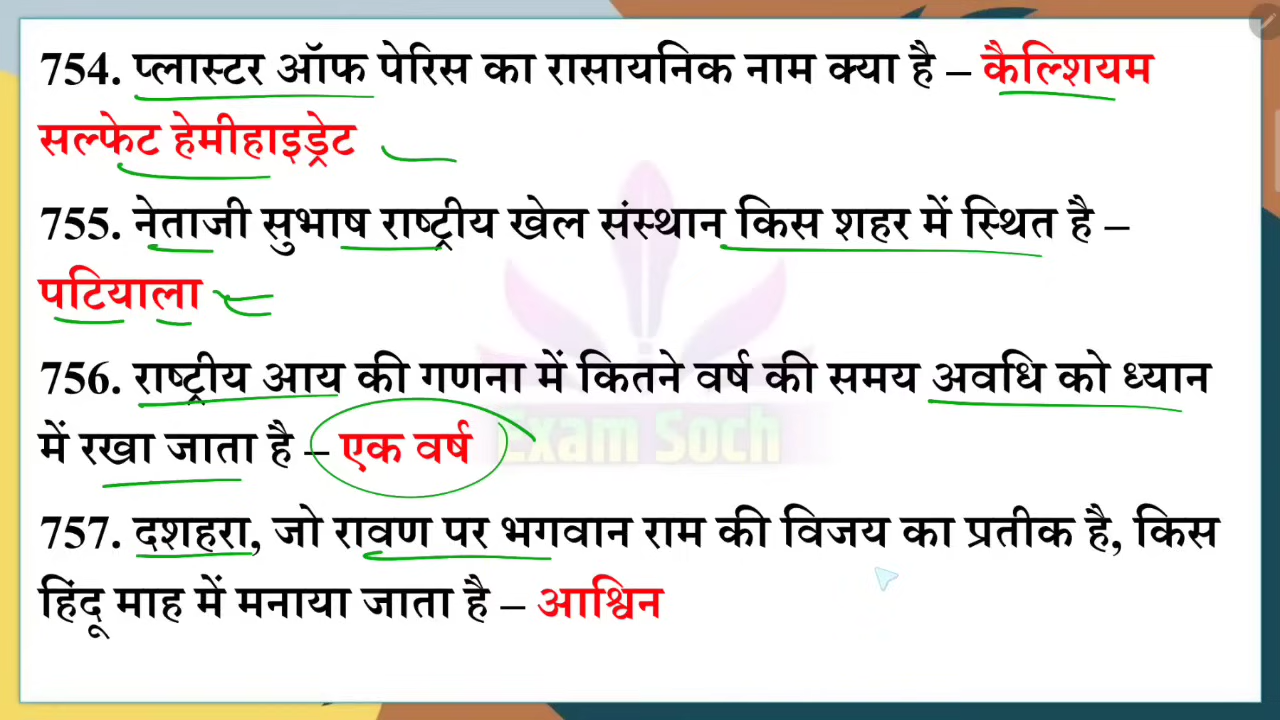 754. प्लास्टर ऑफ पेरिस का रासायनिक नाम क्या है – कैल्शियम
सल्फेट हेमीहाइड्रेट
755. नेताजी सुभाष राष्ट्रीय खेल संस्थान किस शहर में स्थित है –
पटियाला
756. राष्ट्रीय आय की गणना में कितने वर्ष की समय अवधि को ध्यान
में रखा जाता है – एक वर्ष
Exam Soch
757. दशहरा, जो रावण पर भगवान राम की विजय का प्रतीक है, किस
हिंदू माह में मनाया जाता है – आश्विन